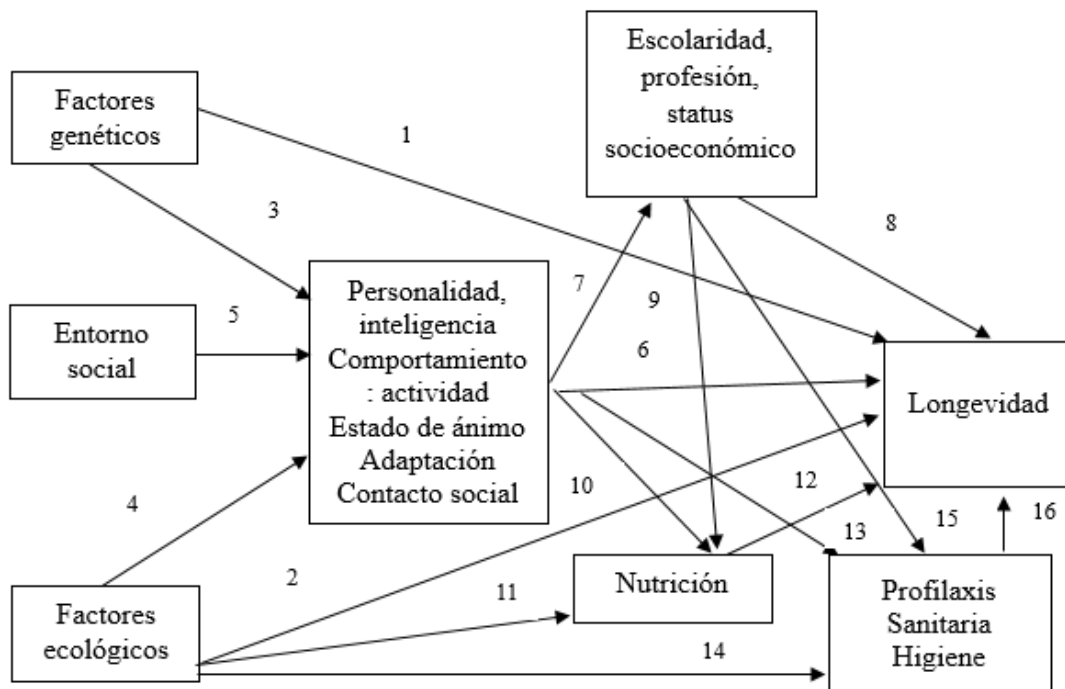 Escolaridad,
profesión,
status
socioeconómico
Factores
genéticos
1
3
8
7
9
Personalidad,
inteligencia
Comportamiento
: actividad
Estado de ánimo
Adaptación
Contacto social
5
Entorno
social
6
Longevidad
4
10
12
2
13
15
16
11
Nutrición
Factores
ecológicos
14
Profilaxis
Sanitaria
Higiene